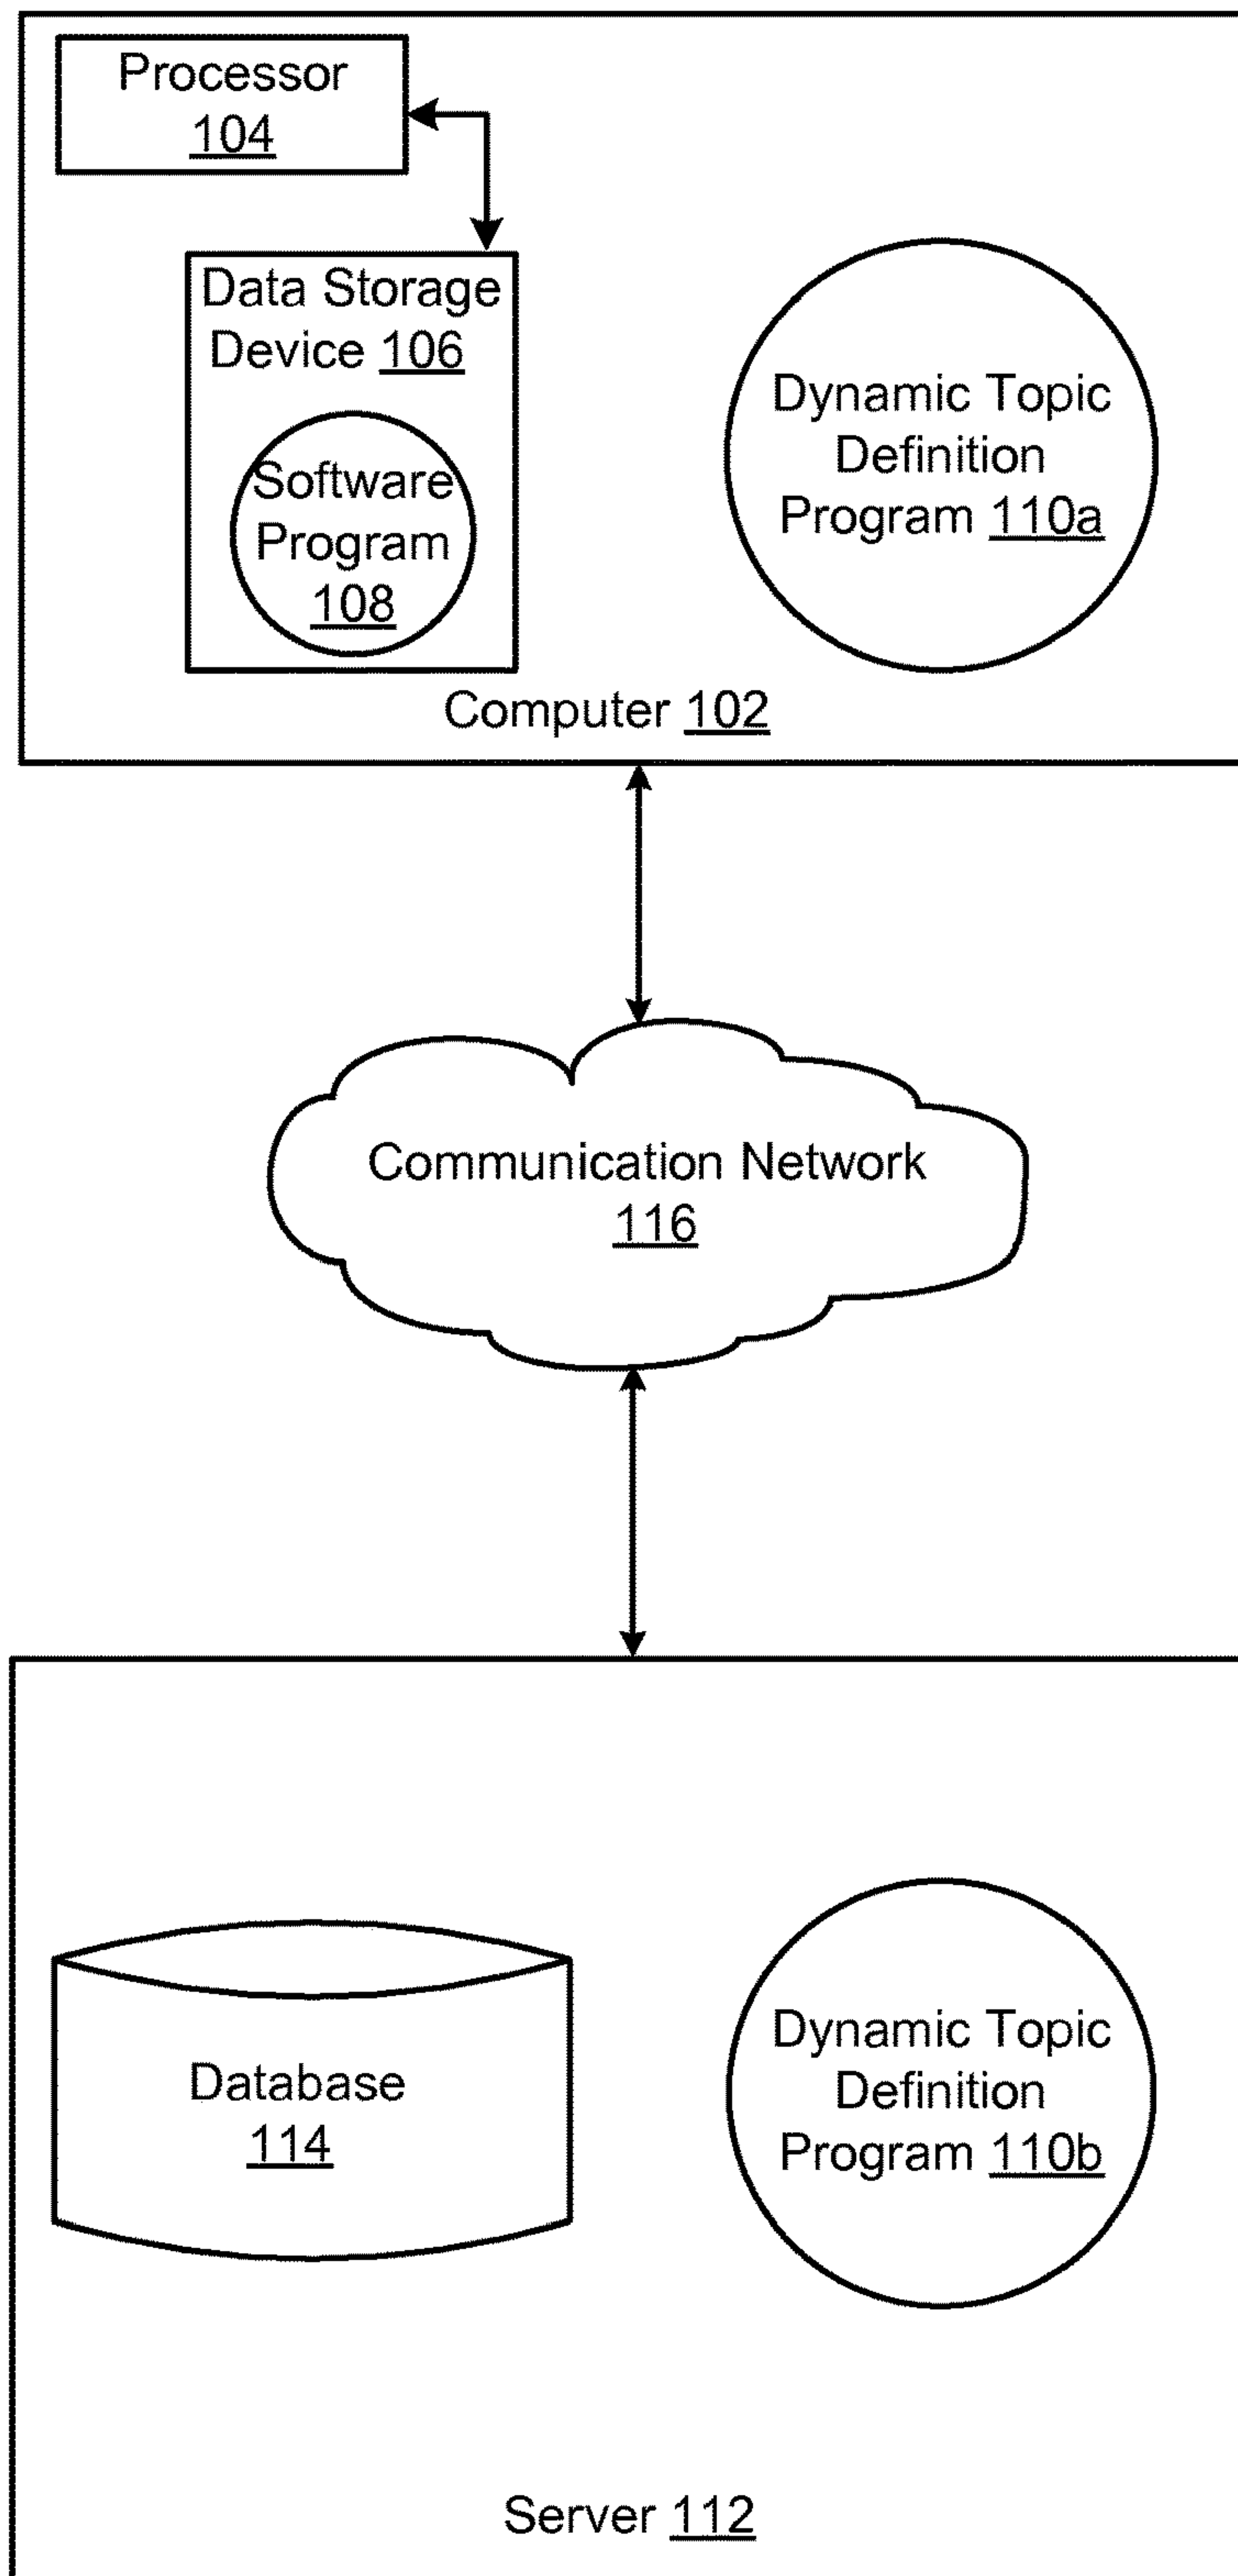 Processor
104
Data Storage
Device 106
Software
Program
108
Dynamic Topic
Definition
Program 110a
Computer 102
Communication Network
116
Database
114
Dynamic Topic
Definition
Program 110b
Server 112